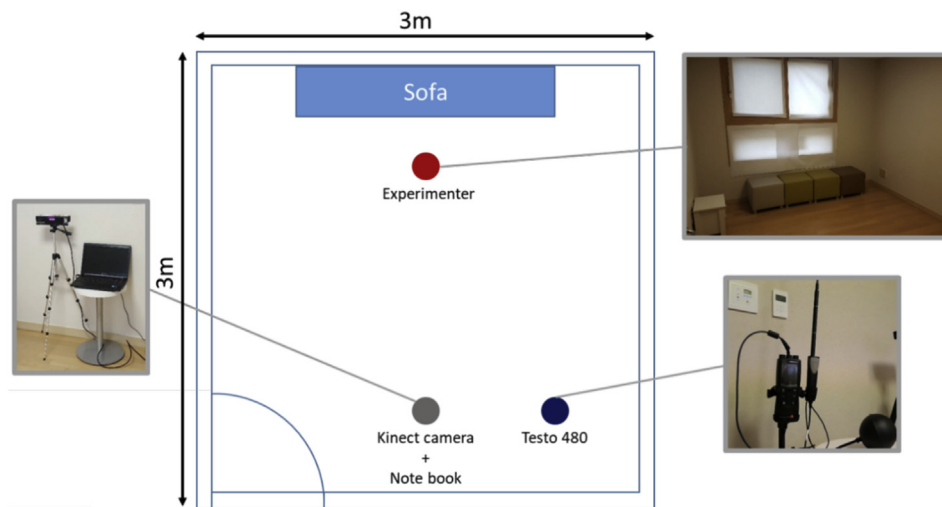 3m
Sofa
Experimenter
3m
Kinect camera
+
Note book
Testo 480